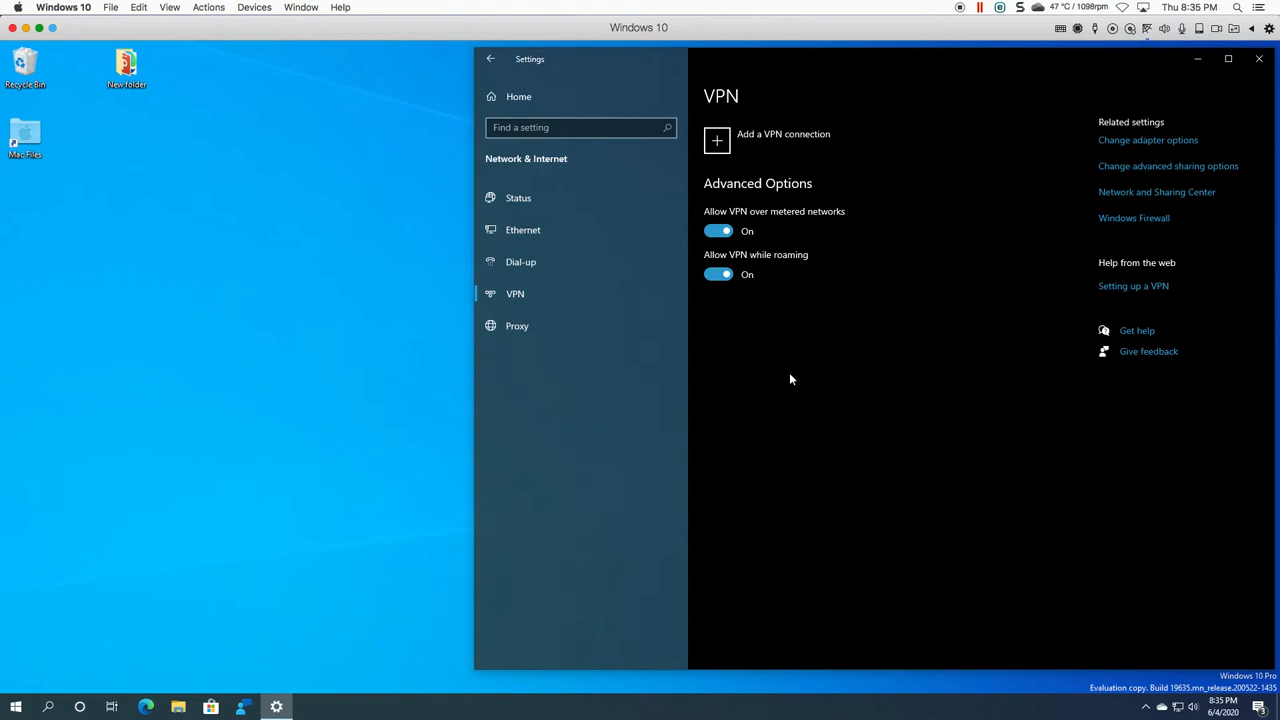 Windows 10 File Edit View Actions Devices Window Help 47 °C / 1098rpm Thu 8:35 PM
Windows 10
Recycle Bin
New folder
Mac Files
Settings
Home
Find a setting
Network & Internet
Status
Ethernet
Dial-up
VPN
Proxy
VPN
Add a VPN connection
Advanced Options
Allow VPN over metered networks
On
Allow VPN while roaming
On
Related settings
Change adapter options
Change advanced sharing options
Network and Sharing Center
Windows Firewall
Help from the web
Setting up a VPN
Get help
Give feedback
Windows 10 Pro
Evaluation copy. Build 19635.mn_release.200522-1435
8:35 PM
6/4/2020
3